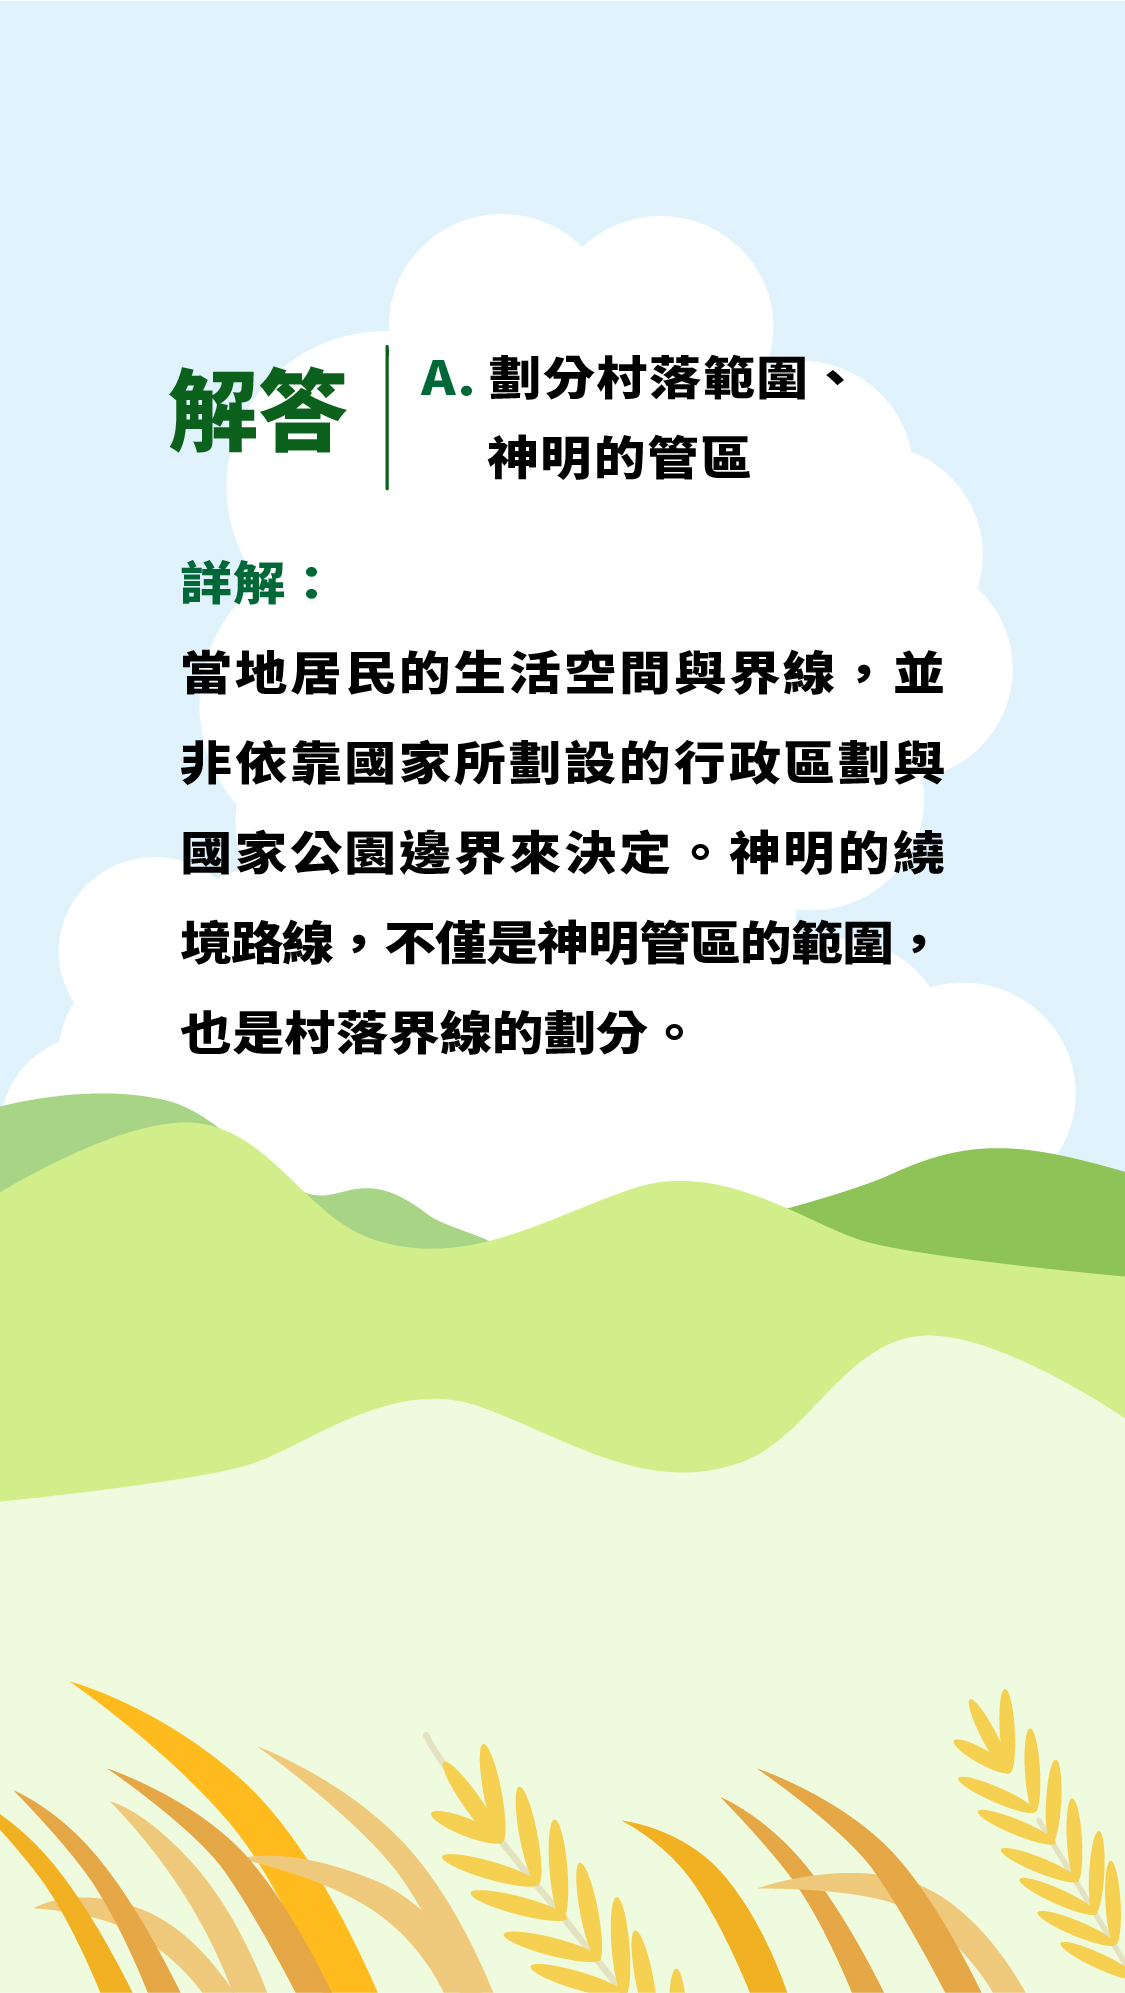 解答
A. 劃分村落範圍、
神明的管區
詳解：
當地居民的生活空間與界線，並
非依靠國家所劃設的行政區劃與
國家公園邊界來決定。神明的繞
境路線，不僅是神明管區的範圍，
也是村落界線的劃分。